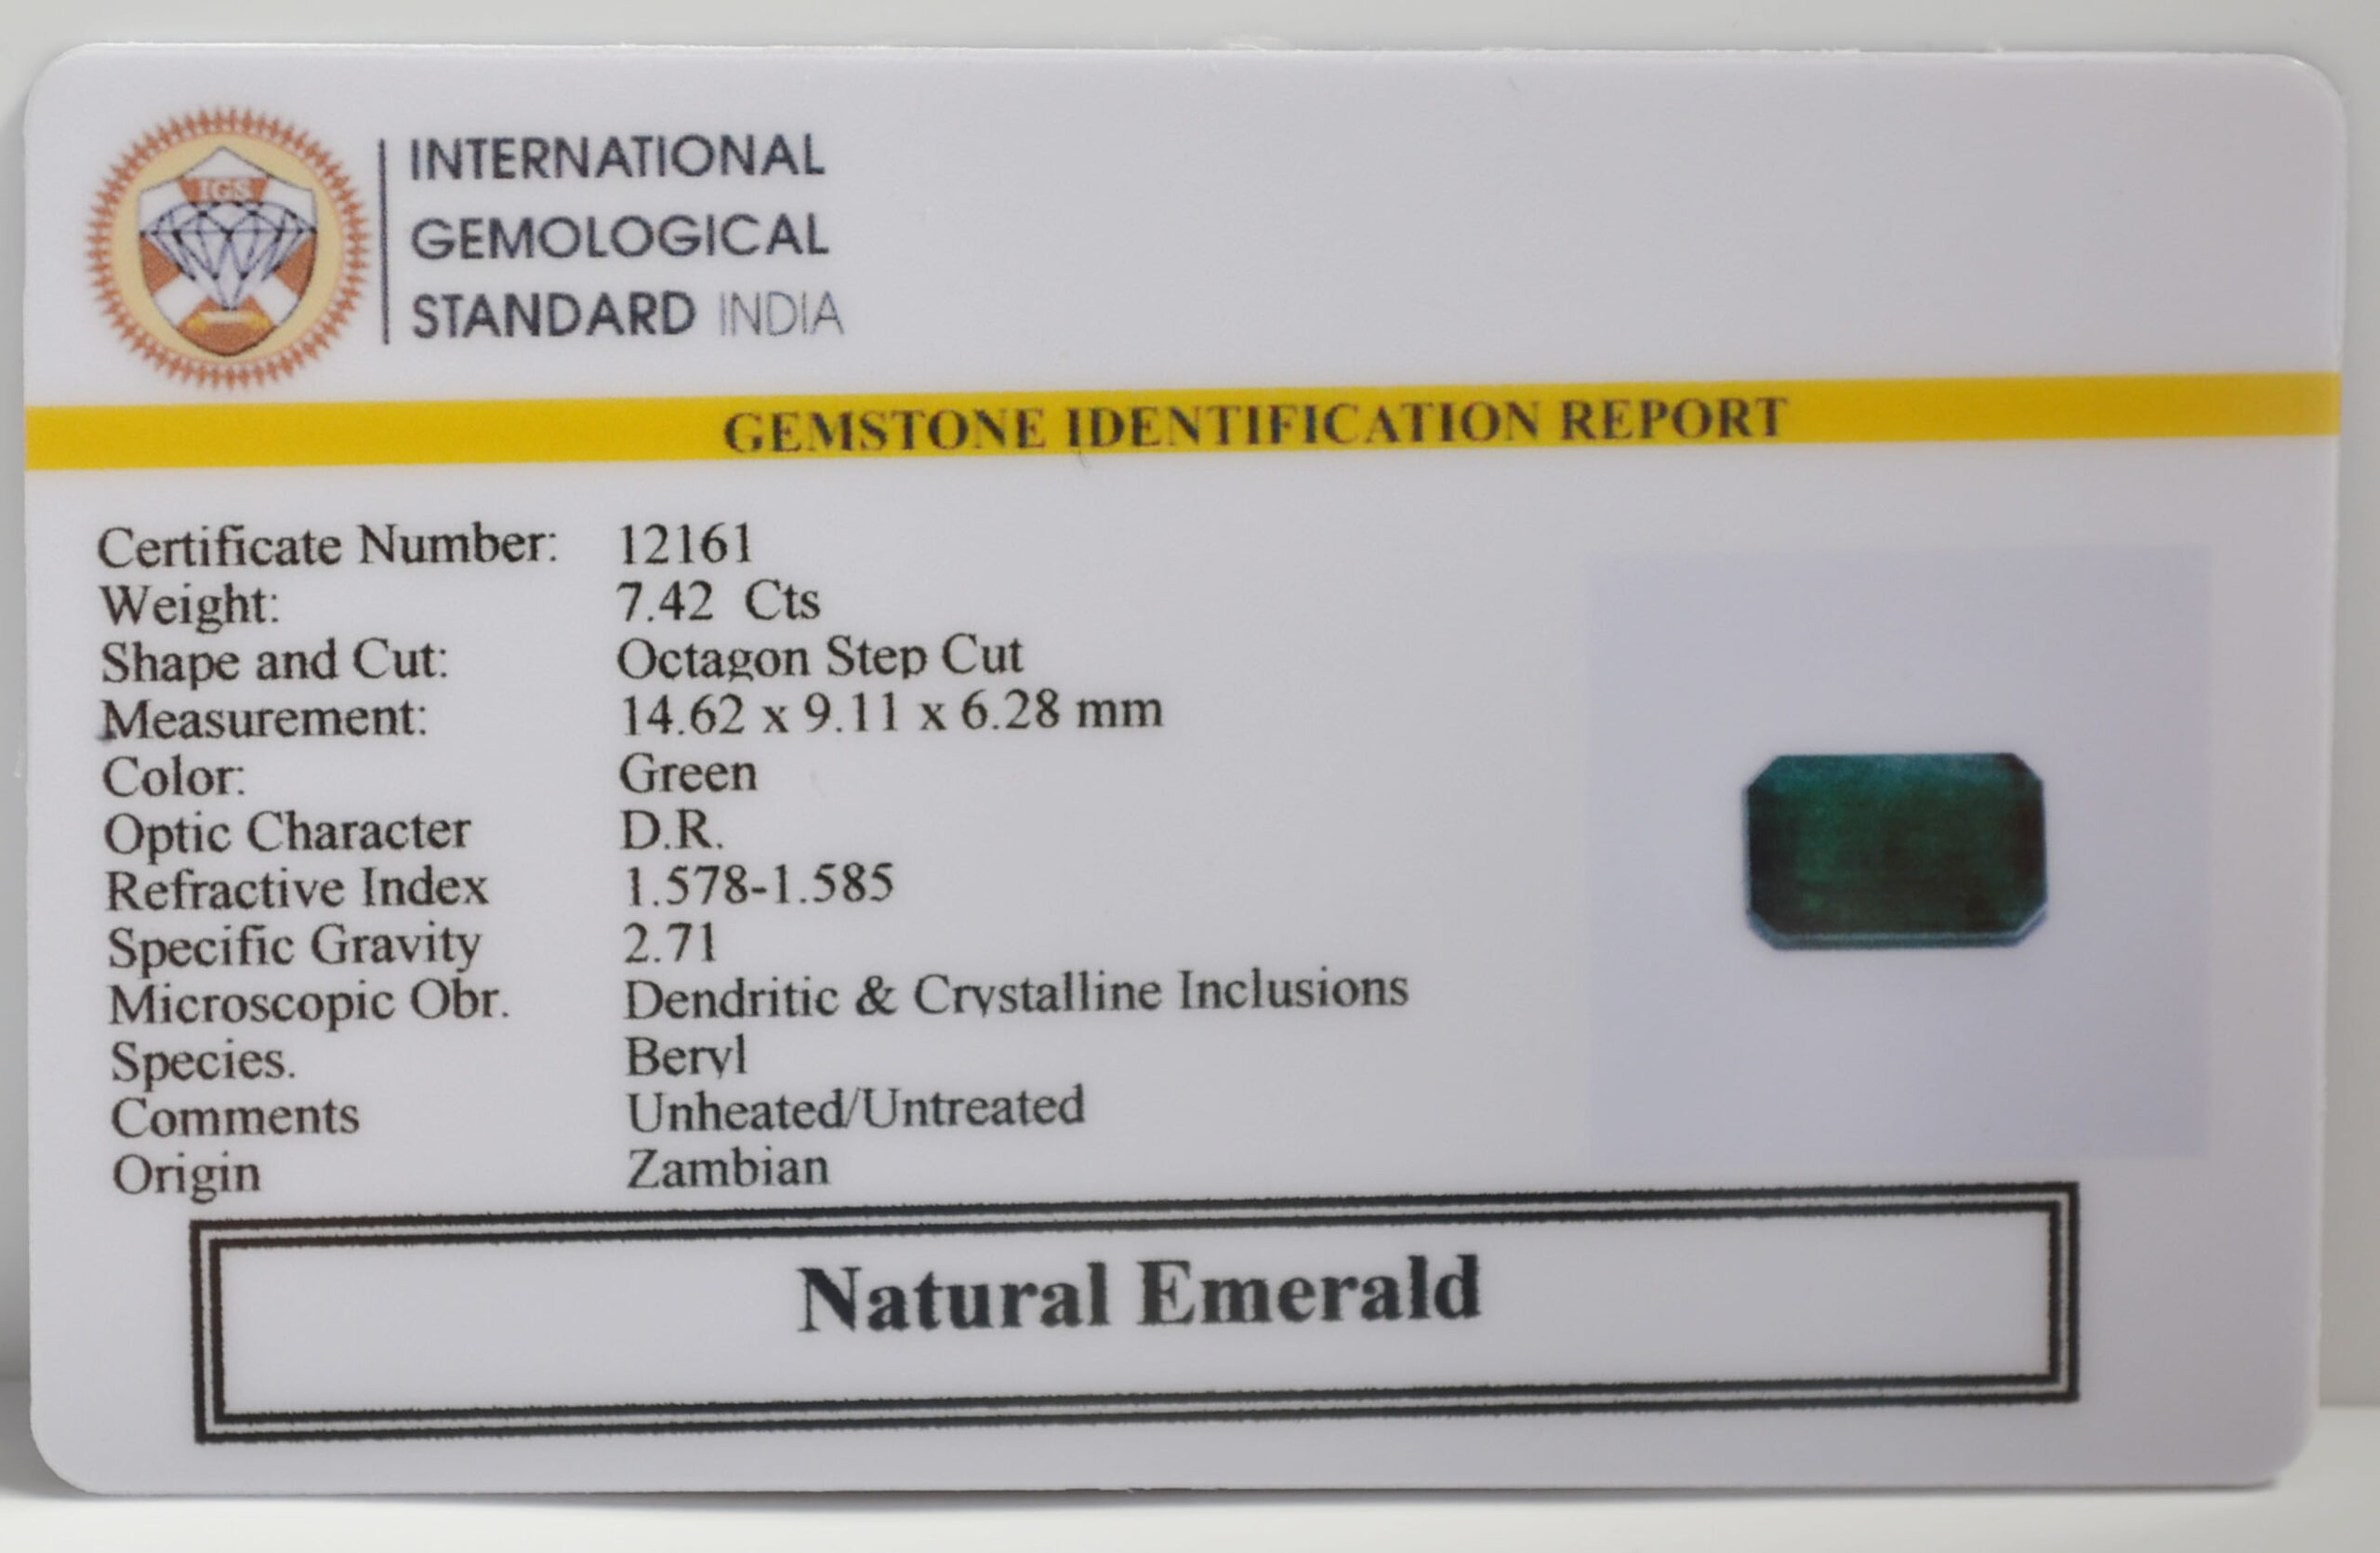 IGS
INTERNATIONAL
GEMOLOGICAL
STANDARD INDIA
GEMSTONE IDENTIFICATION REPORT
Certificate Number: 12161
Weight: 7.42 Cts
Shape and Cut: Octagon Step Cut
Measurement: 14.62 x 9.11 x 6.28 mm
Color: Green
Optic Character D.R.
Refractive Index 1.578-1.585
Specific Gravity 2.71
Microscopic Obr. Dendritic & Crystalline Inclusions
Species. Beryl
Comments Unheated/Untreated
Origin Zambian
Natural Emerald